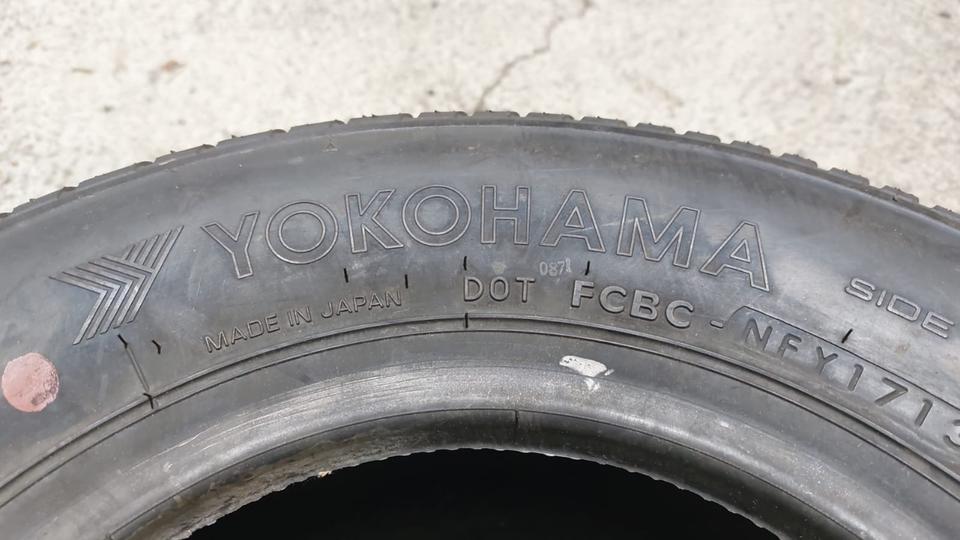 YOKOHAMA
SIDE
0871
MADE IN JAPAN
DOT FCBC - NFY1713